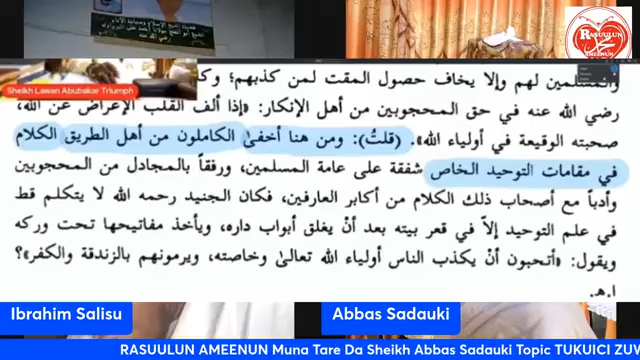 RASUULUN
AMEENUN
Sheikh Lawan Abubakar Triumph
والمسلمين لهم وإلا يخاف حصول المقت لمن كذبهم؛ وكـ
رضي الله عنه في حق المحجوبين من أهل الإنكار: «إذا ألف القلب الإعراض عن الله،
صحبته الوقيعة في أولياء الله». (قلتُ): ومن هنا أخفىٰ الكاملون من أهل الطريق الكلام
في مقامات التوحيد الخاص شفقة على عامة المسلمين، ورفقاً بالمجادل من المحجوبين
وأدباً مع أصحاب ذلك الكلام من أكابر العارفين، فكان الجنيد رحمه الله لا يتكلم قط
في علم التوحيد إلاّ في قعر بيته بعد أنْ يغلق أبواب داره، ويأخذ مفاتيحها تحت وركه
ويقول: «أتحبون أنْ يكذب الناس أولياء الله تعالىٰ وخاصته، ويرمونهم بالزندقة والكفر»؟
اهـ.
Ibrahim Salisu
Abbas Sadauki
RASUULUN AMEENUN Muna Tare Da Sheikh Abbas Sadauki Topic TUKUICI ZUV